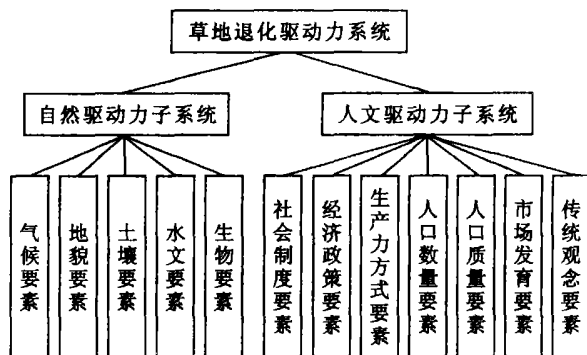 草地退化驱动力系统
自然驱动力子系统
人文驱动力子系统
气候要素
地貌要素
土壤要素
水文要素
生物要素
社会制度要素
经济政策要素
生产力方式要素
人口数量要素
人口质量要素
市场发育要素
传统观念要素